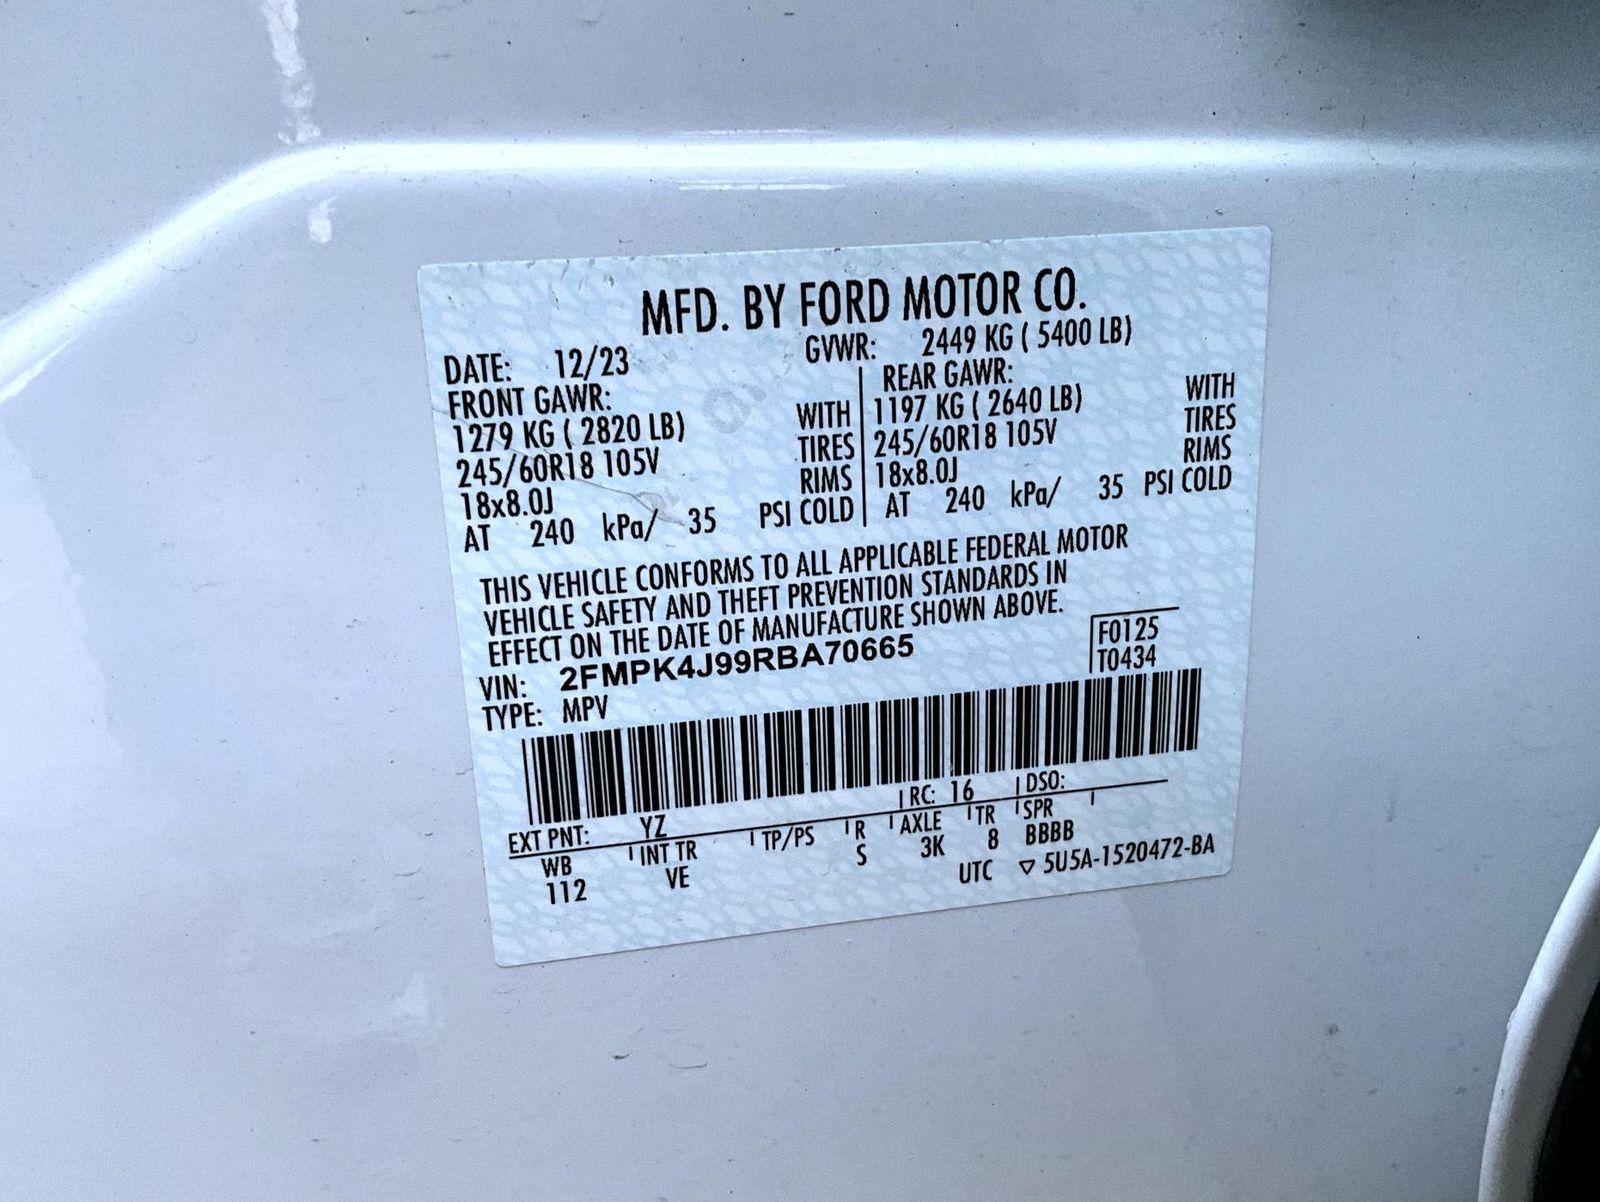 MFD. BY FORD MOTOR CO.
DATE: 12/23 GVWR: 2449 KG ( 5400 LB)
FRONT GAWR: REAR GAWR:
1279 KG ( 2820 LB) WITH 1197 KG ( 2640 LB) WITH
245/60R18 105V TIRES 245/60R18 105V TIRES
18x8.0J RIMS 18x8.0J RIMS
AT 240 kPa/ 35 PSI COLD AT 240 kPa/ 35 PSI COLD
THIS VEHICLE CONFORMS TO ALL APPLICABLE FEDERAL MOTOR
VEHICLE SAFETY AND THEFT PREVENTION STANDARDS IN
EFFECT ON THE DATE OF MANUFACTURE SHOWN ABOVE.
VIN: 2FMPK4J99RBA70665 F0125
TYPE: MPV T0434
EXT PNT: YZ RC: 16 DSO:
WB INT TR TP/PS R AXLE TR SPR
112 VE S 3K 8 BBBB
UTC ▽ 5U5A-1520472-BA